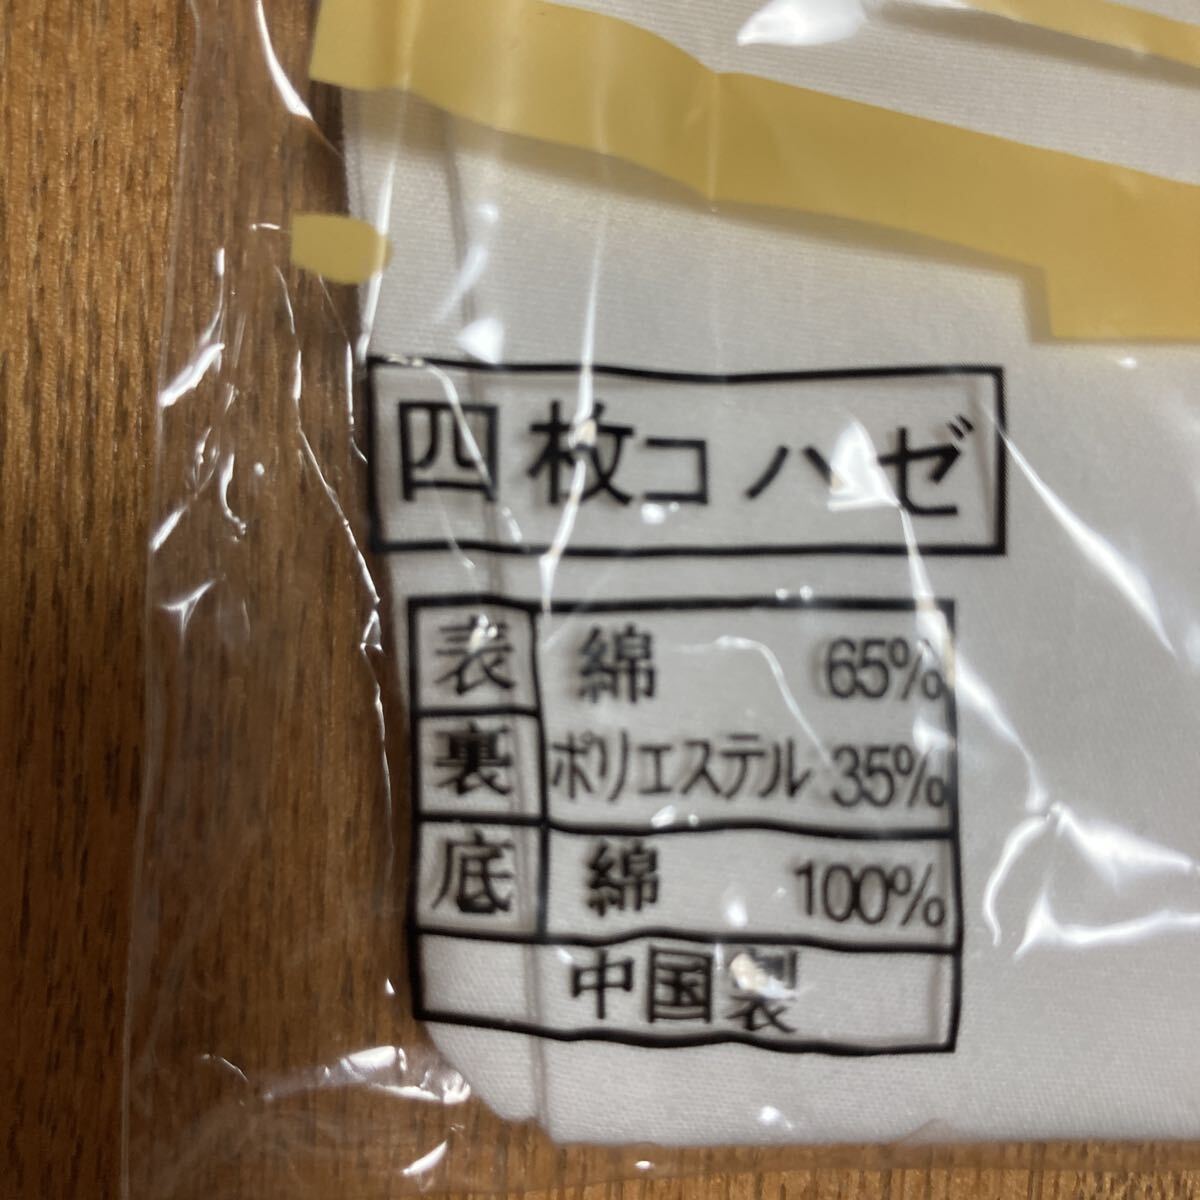 四枚コハゼ
表 綿 65%
裏 ポリエステル 35%
底 綿 100%
中国製